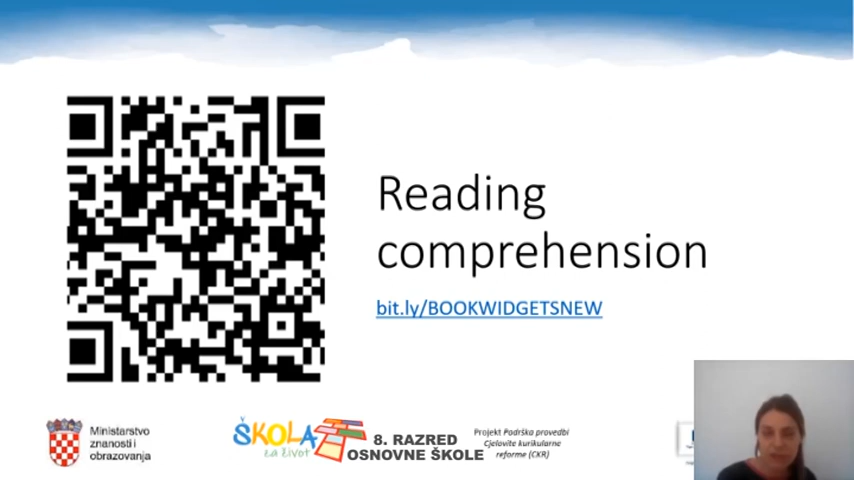 Reading
comprehension
bit.ly/BOOKWIDGETSNEW
Ministarstvo
znanosti i
obrazovanja
ŠKOLA
za život
8. RAZRED
OSNOVNE ŠKOLE
Projekt Podrška provedbi
Cjelovite kurikularne
reforme (CKR)